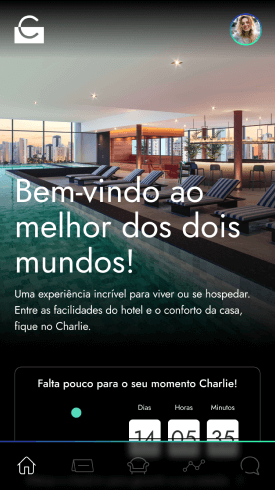 Bem-vindo ao
melhor dos dois
mundos!
Uma experiência incrível para viver ou se hospedar.
Entre as facilidades do hotel e o conforto da casa,
fique no Charlie.
Falta pouco para o seu momento Charlie!
Dias Horas Minutos
14 05 35